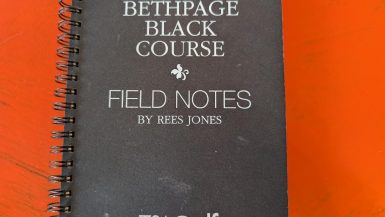 BETHPAGE
BLACK
COURSE
FIELD NOTES
BY REES JONES